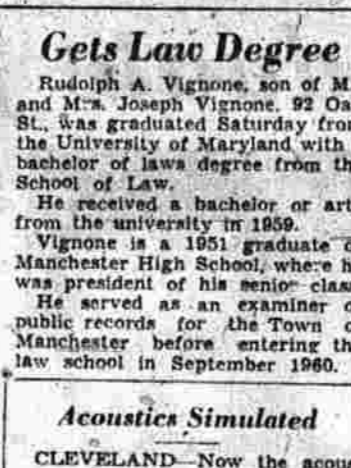 Gets Law Degree
Rudolph A. Vignone, son of M
and Mrs. Joseph Vignone, 92 Oa
St., was graduated Saturday from
the University of Maryland with
bachelor of laws degree from th
School of Law.
He received a bachelor or art
from the university in 1959.
Vignone is a 1951 graduate o
Manchester High School, where h
was president of his senior class
He served as an examiner o
public records for the Town o
Manchester before entering th
law school in September 1960.
Acoustics Simulated
CLEVELAND—Now the acous